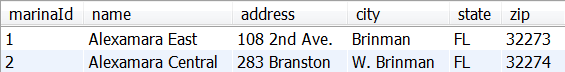 marinaId name address city state zip
1 Alexamara East 108 2nd Ave. Brinman FL 32273
2 Alexamara Central 283 Branston W. Brinman FL 32274